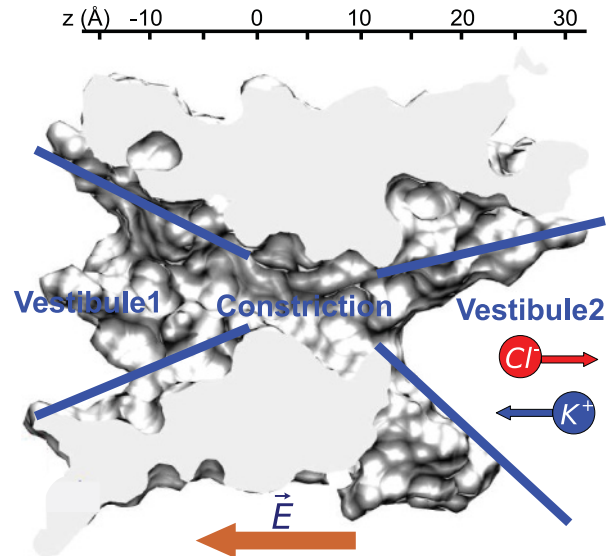 z (Å) -10 0 10 20 30
Vestibule1 Constriction Vestibule2
Cl⁻
K⁺
E⃗